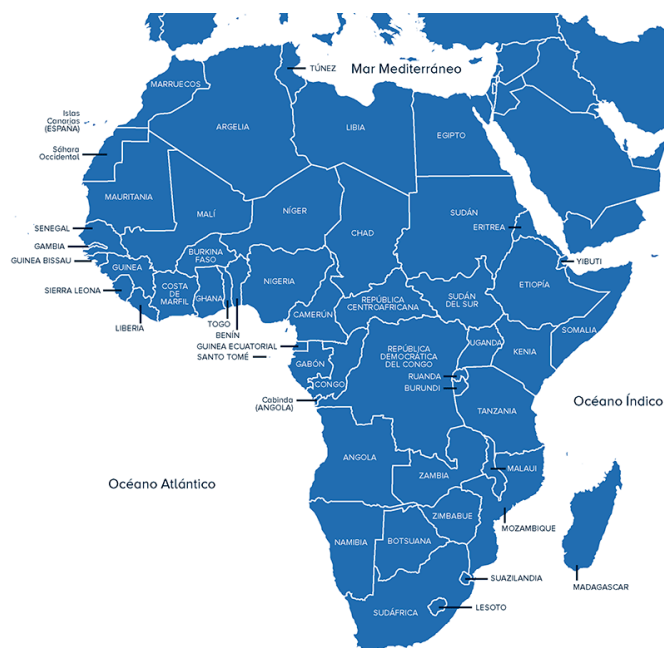 TÚNEZ
Mar Mediterráneo
MARRUECOS
Islas
Canarias
(ESPAÑA)
ARGELIA
LIBIA
EGIPTO
Sáhara
Occidental
MAURITANIA
MALÍ
NÍGER
CHAD
SUDÁN
ERITREA
SENEGAL
GAMBIA
GUINEA BISSAU
GUINEA
BURKINA
FASO
YIBUTI
SIERRA LEONA
COSTA
DE
MARFIL
GHANA
NIGERIA
ETIOPÍA
LIBERIA
TOGO
BENÍN
CAMERÚN
REPÚBLICA
CENTROAFRICANA
SUDÁN
DEL SUR
SOMALIA
GUINEA ECUATORIAL
SANTO TOMÉ
GABÓN
CONGO
REPÚBLICA
DEMOCRÁTICA
DEL CONGO
UGANDA
KENIA
RUANDA
BURUNDI
Cabinda
(ANGOLA)
TANZANIA
Océano Índico
ANGOLA
ZAMBIA
MALAUI
Océano Atlántico
ZIMBABUE
MOZAMBIQUE
NAMIBIA
BOTSUANA
SUAZILANDIA
MADAGASCAR
SUDÁFRICA
LESOTO